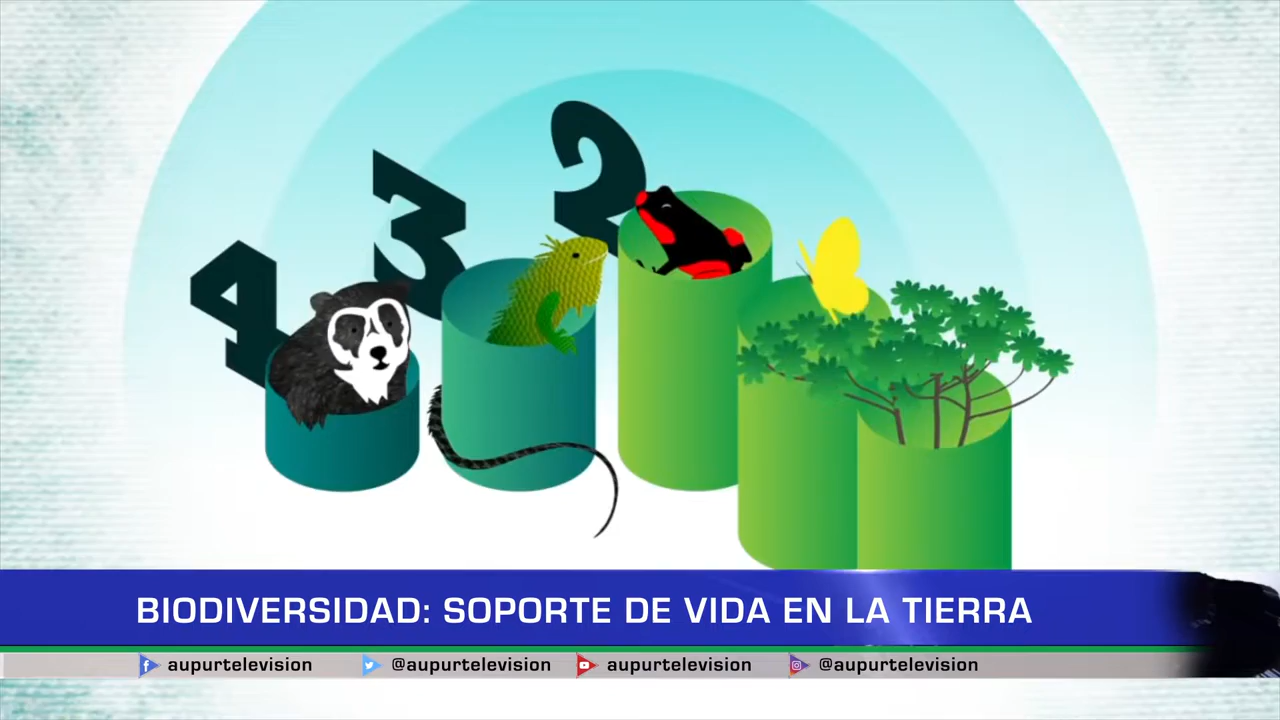 4
3
2
BIODIVERSIDAD: SOPORTE DE VIDA EN LA TIERRA
aupurtelevision @aupurtelevision aupurtelevision @aupurtelevision